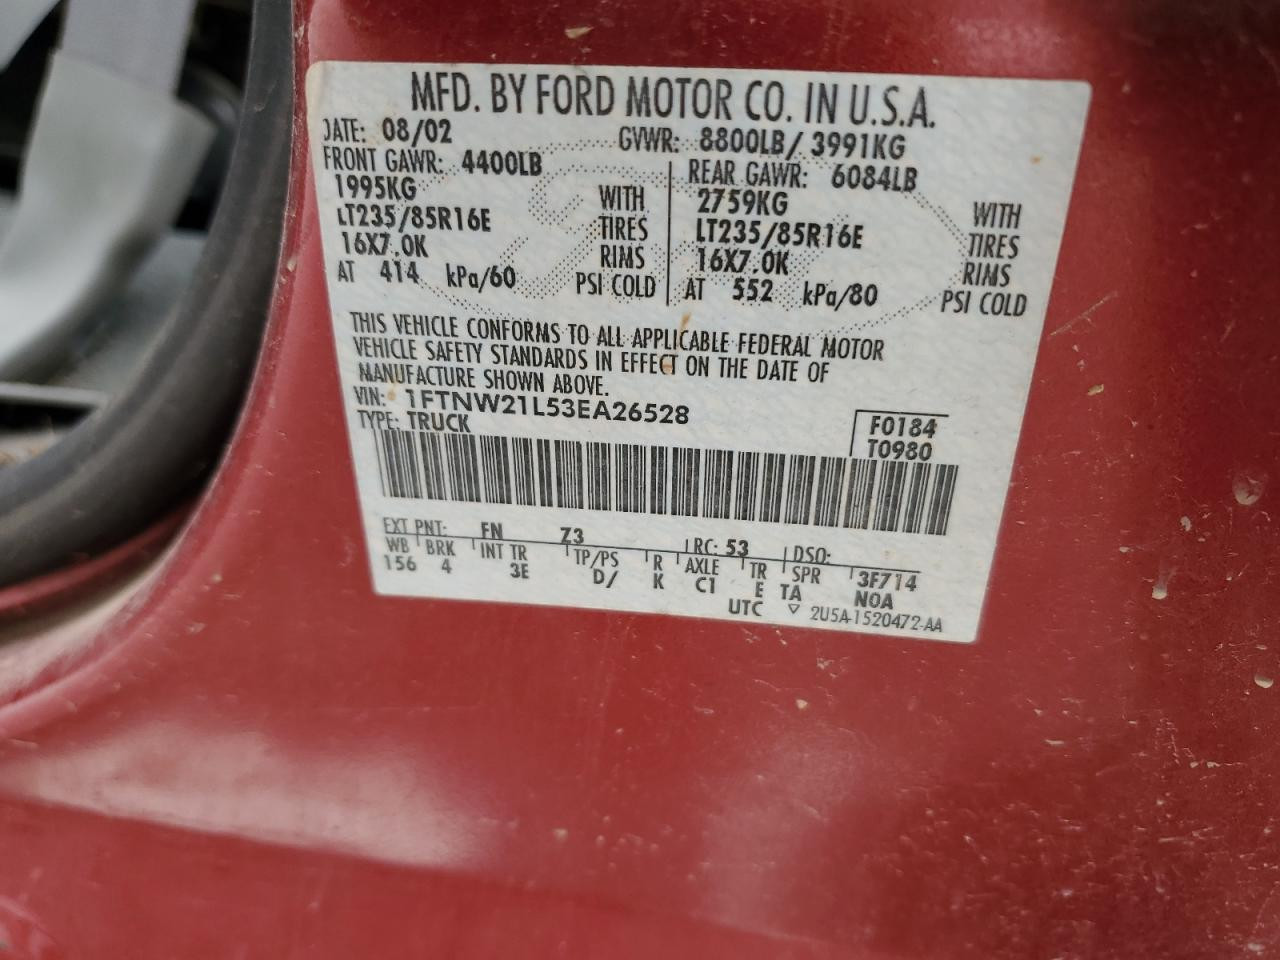 MFD. BY FORD MOTOR CO. IN U.S.A.
DATE: 08/02 GVWR: 8800LB/ 3991KG
FRONT GAWR: 4400LB REAR GAWR: 6084LB
1995KG WITH 2759KG WITH
LT235/85R16E TIRES LT235/85R16E TIRES
16X7.0K RIMS 16X7.0K RIMS
AT 414 kPa/60 PSI COLD AT 552 kPa/80 PSI COLD
THIS VEHICLE CONFORMS TO ALL APPLICABLE FEDERAL MOTOR
VEHICLE SAFETY STANDARDS IN EFFECT ON THE DATE OF
MANUFACTURE SHOWN ABOVE.
VIN: 1FTNW21L53EA26528
TYPE: TRUCK
F0184
T0980
EXT PNT: FN Z3 RC: 53 DSO:
WB BRK INT TR TP/PS R AXLE TR SPR 3F714
156 4 3E D/ K C1 E TA NOA
UTC ▽ 2U5A-1520472-AA